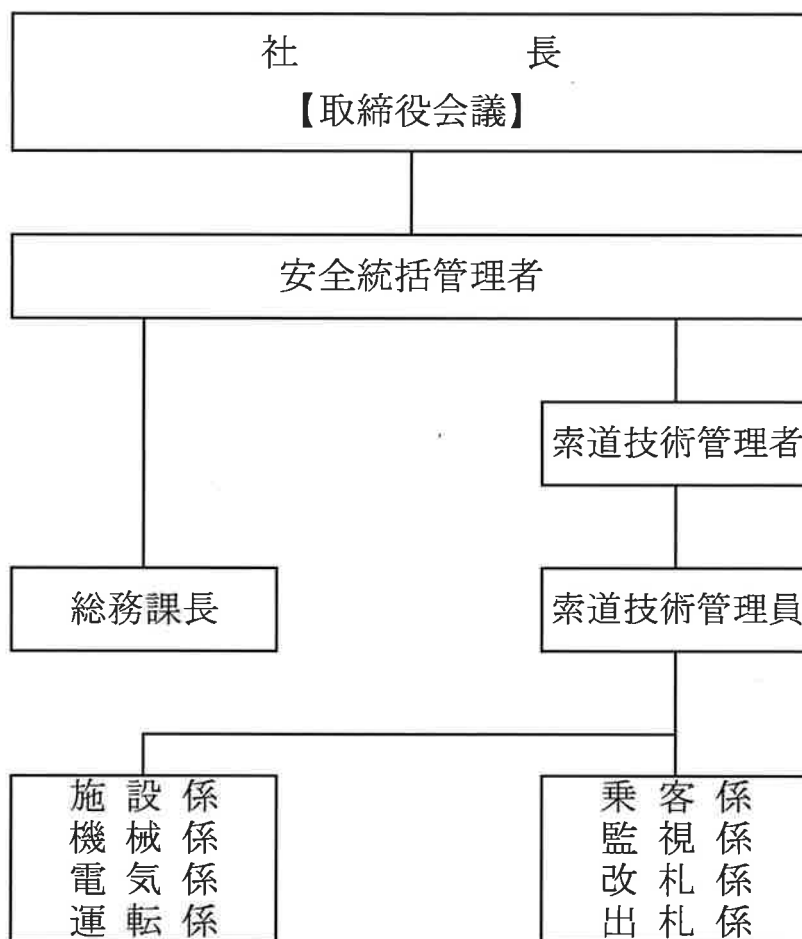 社長
【取締役会議】
安全統括管理者
索道技術管理者
総務課長
索道技術管理員
施設係
機械係
電気係
運転係
乗客係
監視係
改札係
出札係